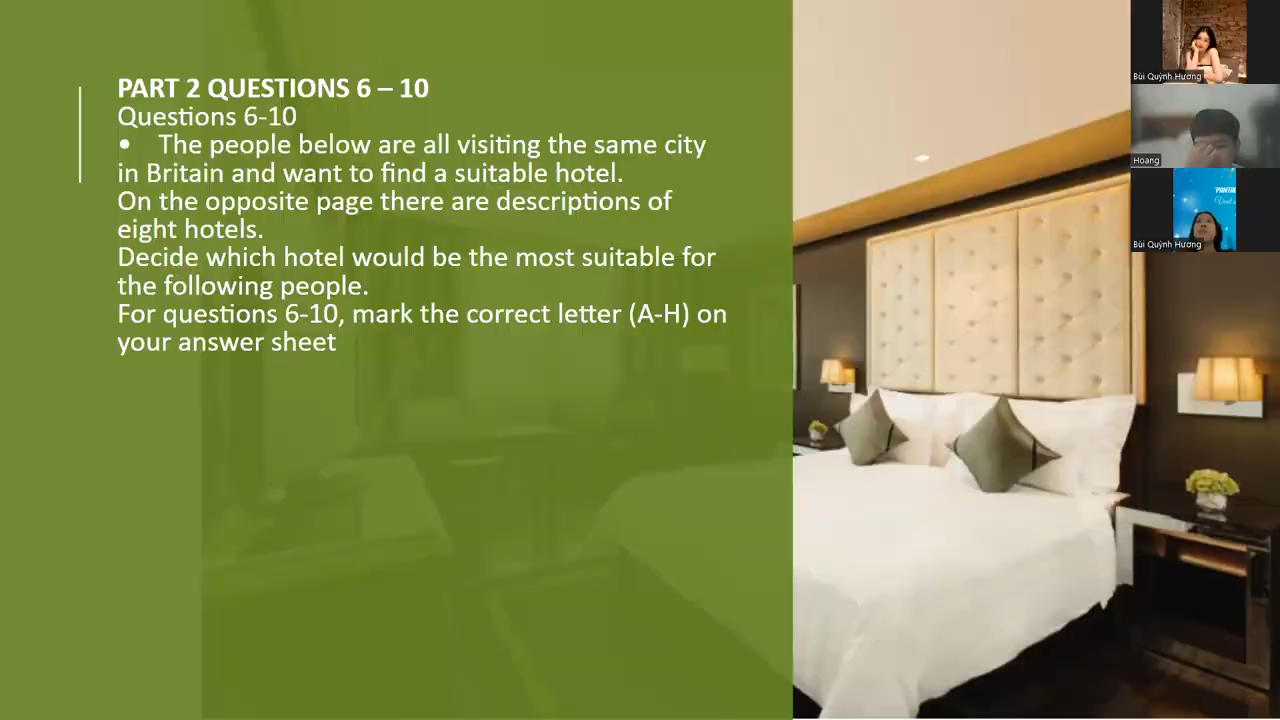 PART 2 QUESTIONS 6 – 10
Questions 6-10
• The people below are all visiting the same city
in Britain and want to find a suitable hotel.
On the opposite page there are descriptions of
eight hotels.
Decide which hotel would be the most suitable for
the following people.
For questions 6-10, mark the correct letter (A-H) on
your answer sheet
Bùi Quỳnh Hương
Hoang
Bùi Quỳnh Hương